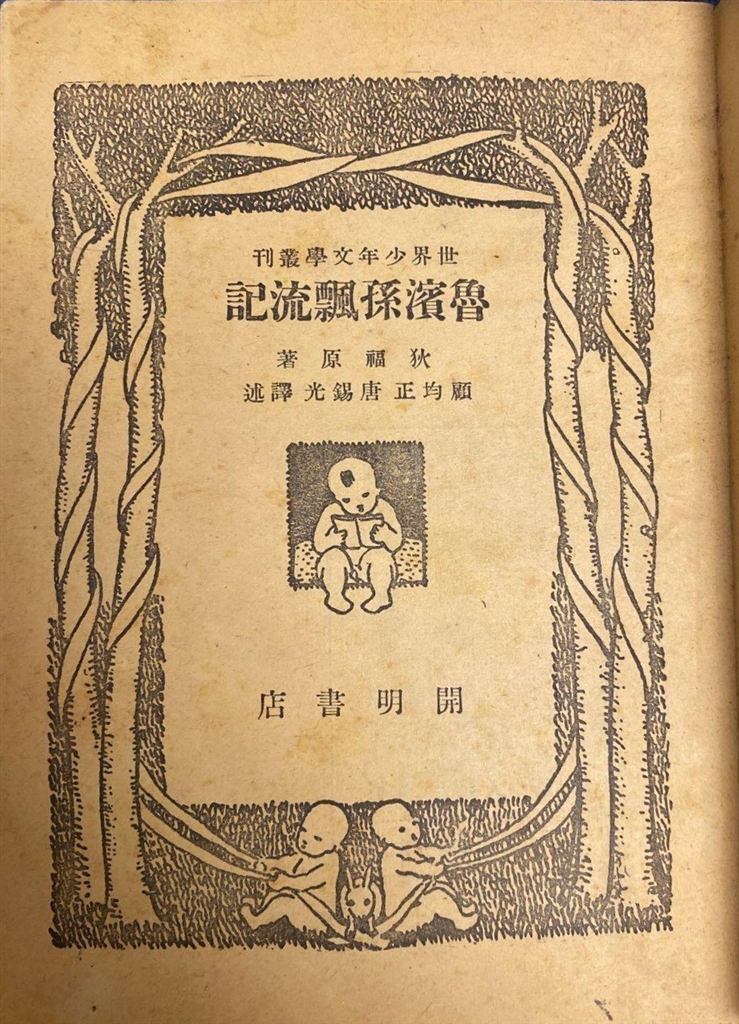 世界少年文學叢刊
魯濱孫飄流記
狄福原著
顧均正 唐錫光 譯述
開明書店